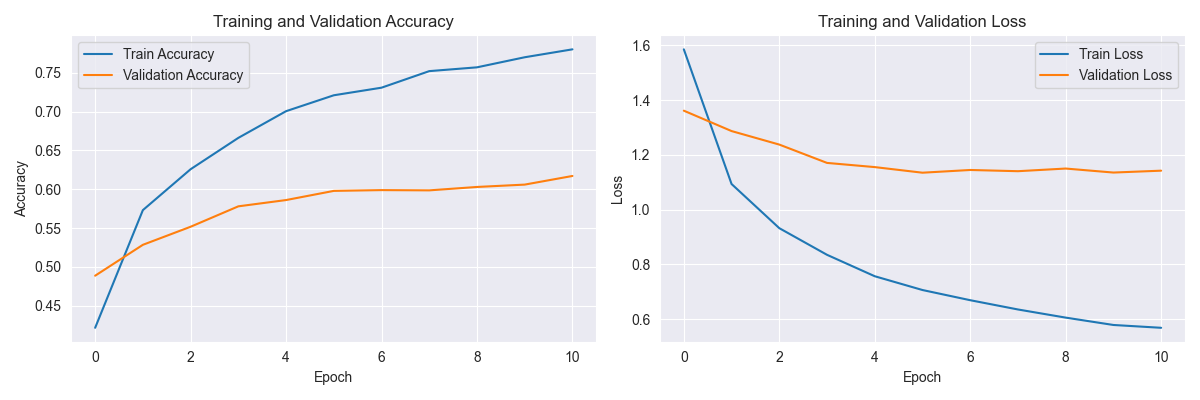 Training and Validation Accuracy
Train Accuracy
Validation Accuracy
Accuracy
0.75
0.70
0.65
0.60
0.55
0.50
0.45
0 2 4 6 8 10
Epoch
Training and Validation Loss
Train Loss
Validation Loss
Loss
1.6
1.4
1.2
1.0
0.8
0.6
0 2 4 6 8 10
Epoch